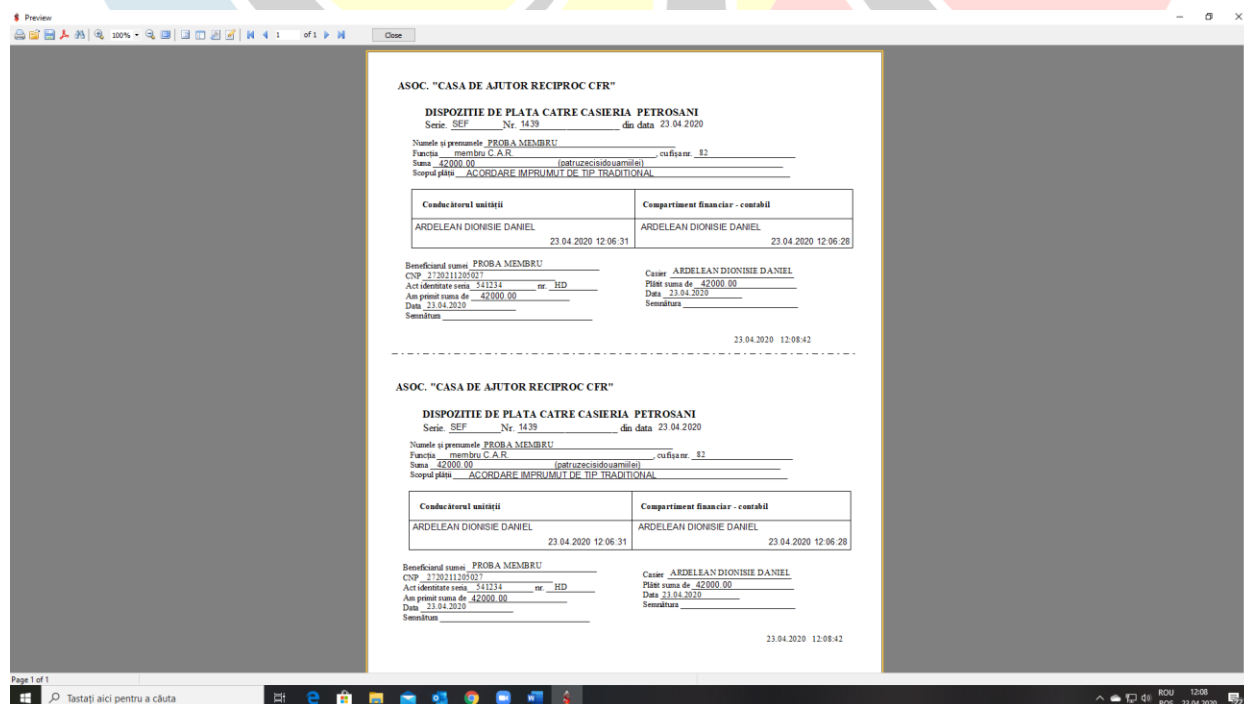 Preview
100% 1 of 1 Close
ASOC. "CASA DE AJUTOR RECIPROC CFR"
DISPOZITIE DE PLATA CATRE CASIERIA PETROSANI
Serie. SEF Nr. 1439 din data 23.04.2020
Numele și prenumele PROBA MEMBRU
Funcția membru C.A.R. , cu fișa nr. 82
Suma 42000.00 (patruzecisidouamiilei)
Scopul plății ACORDARE IMPRUMUT DE TIP TRADITIONAL
Conducătorul unității Compartiment financiar - contabil
ARDELEAN DIONISIE DANIEL ARDELEAN DIONISIE DANIEL
23.04.2020 12:06:31 23.04.2020 12:06:28
Beneficiarul sumei PROBA MEMBRU
CNP 2720211205027
Act identitate seria 541234 nr. HD
Am primit suma de 42000.00
Data 23.04.2020
Semnătura
Casier ARDELEAN DIONISIE DANIEL
Plătit suma de 42000.00
Data 23.04.2020
Semnătura
23.04.2020 12:08:42
ASOC. "CASA DE AJUTOR RECIPROC CFR"
DISPOZITIE DE PLATA CATRE CASIERIA PETROSANI
Serie. SEF Nr. 1439 din data 23.04.2020
Numele și prenumele PROBA MEMBRU
Funcția membru C.A.R. , cu fișa nr. 82
Suma 42000.00 (patruzecisidouamiilei)
Scopul plății ACORDARE IMPRUMUT DE TIP TRADITIONAL
Conducătorul unității Compartiment financiar - contabil
ARDELEAN DIONISIE DANIEL ARDELEAN DIONISIE DANIEL
23.04.2020 12:06:31 23.04.2020 12:06:28
Beneficiarul sumei PROBA MEMBRU
CNP 2720211205027
Act identitate seria 541234 nr. HD
Am primit suma de 42000.00
Data 23.04.2020
Semnătura
Casier ARDELEAN DIONISIE DANIEL
Plătit suma de 42000.00
Data 23.04.2020
Semnătura
23.04.2020 12:08:42
Page 1 of 1
Tastați aici pentru a căuta
ROU 12:08
ROS 23.04.2020